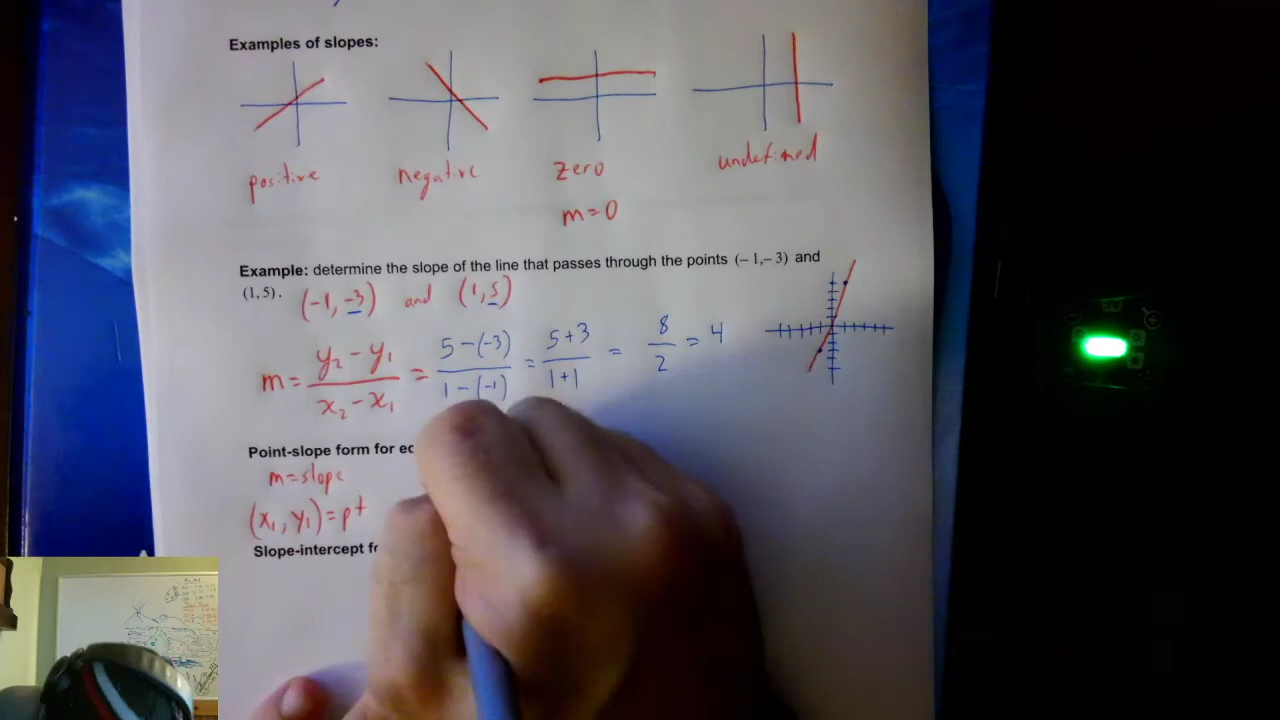 Examples of slopes:
positive negative zero undefined
m=0
Example: determine the slope of the line that passes through the points (−1,−3) and
(1,5). (-1, -3) and (1, 5)
m = y₂ - y₁ / x₂ - x₁ = 5-(-3) / 1-(-1) = 5+3 / 1+1 = 8/2 = 4
Point-slope form for
m=slope
(x₁, y₁)=pt
Slope-intercept